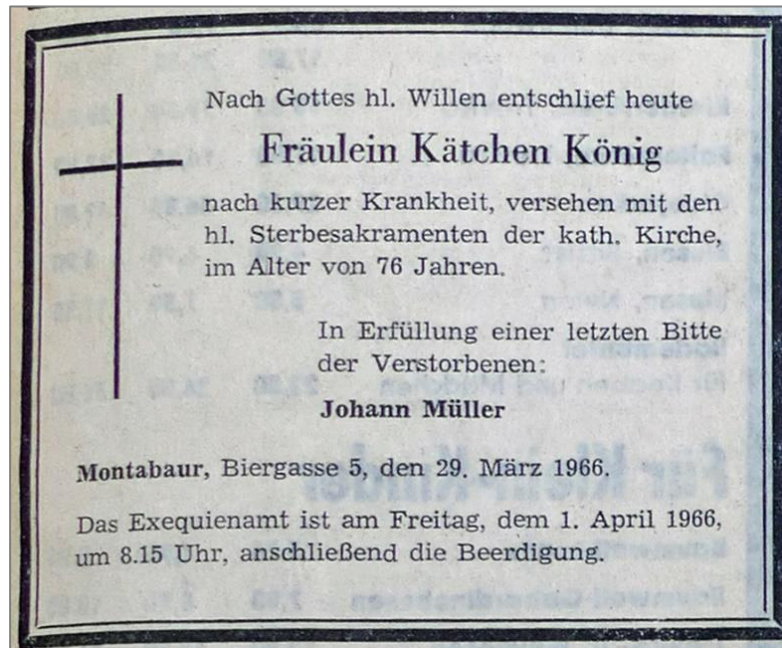 Nach Gottes hl. Willen entschlief heute
Fräulein Kätchen König
nach kurzer Krankheit, versehen mit den
hl. Sterbesakramenten der kath. Kirche,
im Alter von 76 Jahren.
In Erfüllung einer letzten Bitte
der Verstorbenen:
Johann Müller
Montabaur, Biergasse 5, den 29. März 1966.
Das Exequienamt ist am Freitag, dem 1. April 1966,
um 8.15 Uhr, anschließend die Beerdigung.